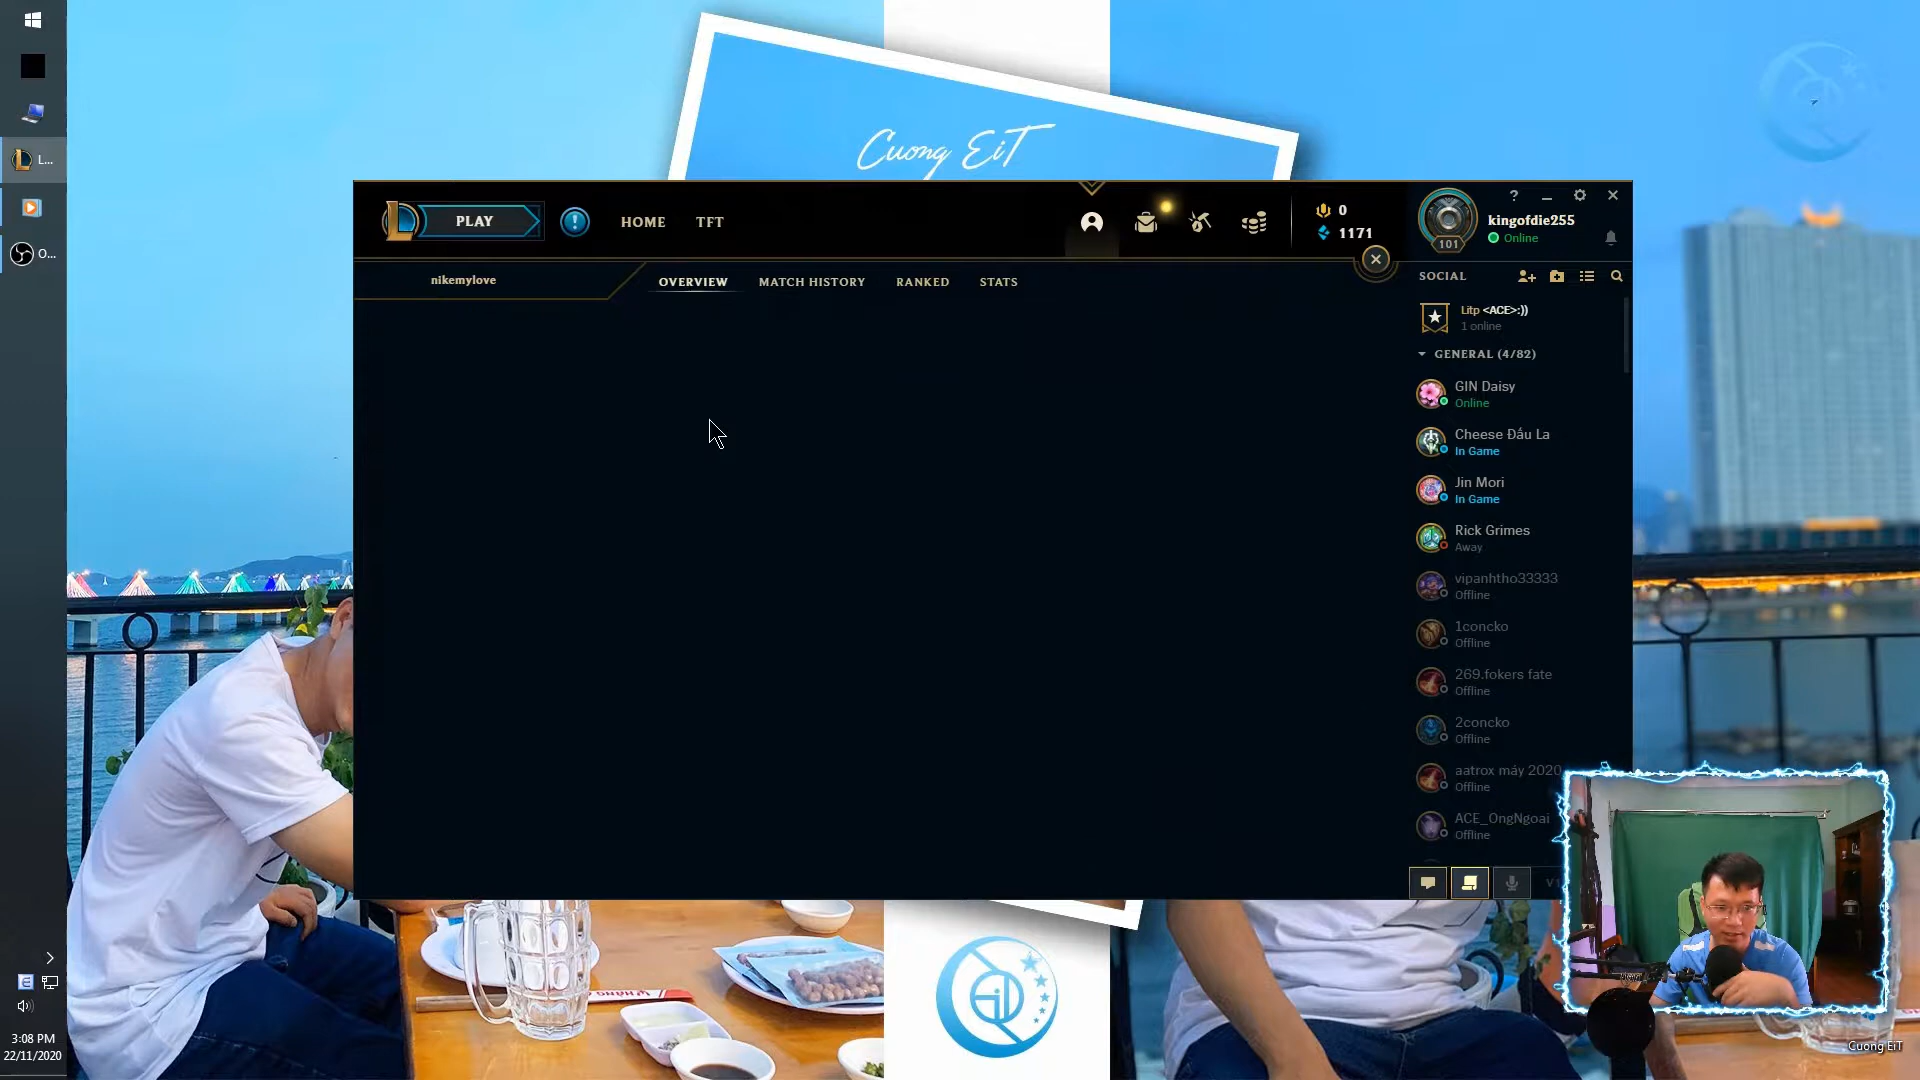 Cuong EiT
L...
O...
PLAY
HOME
TFT
0
1171
101
kingofdie255
Online
nikemylove
OVERVIEW
MATCH HISTORY
RANKED
STATS
SOCIAL
Litp <ACE>:))
1 online
GENERAL (4/82)
GIN Daisy
Online
Cheese Đấu La
In Game
Jin Mori
In Game
Rick Grimes
Away
vipanhtho33333
Offline
1concko
Offline
269.fokers fate
Offline
2concko
Offline
aatrox máy 2020
Offline
ACE_OngNgoai
Offline
3:08 PM
22/11/2020
Cuong EiT